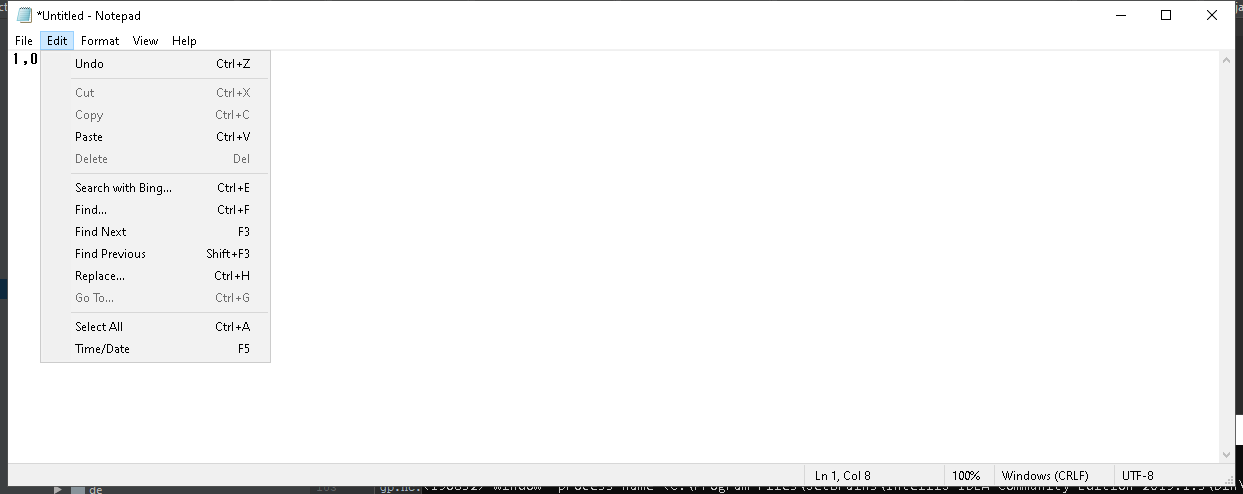 *Untitled - Notepad
File Edit Format View Help
1,0
Undo Ctrl+Z
Cut Ctrl+X
Copy Ctrl+C
Paste Ctrl+V
Delete Del
Search with Bing... Ctrl+E
Find... Ctrl+F
Find Next F3
Find Previous Shift+F3
Replace... Ctrl+H
Go To... Ctrl+G
Select All Ctrl+A
Time/Date F5
Ln 1, Col 8 100% Windows (CRLF) UTF-8
de